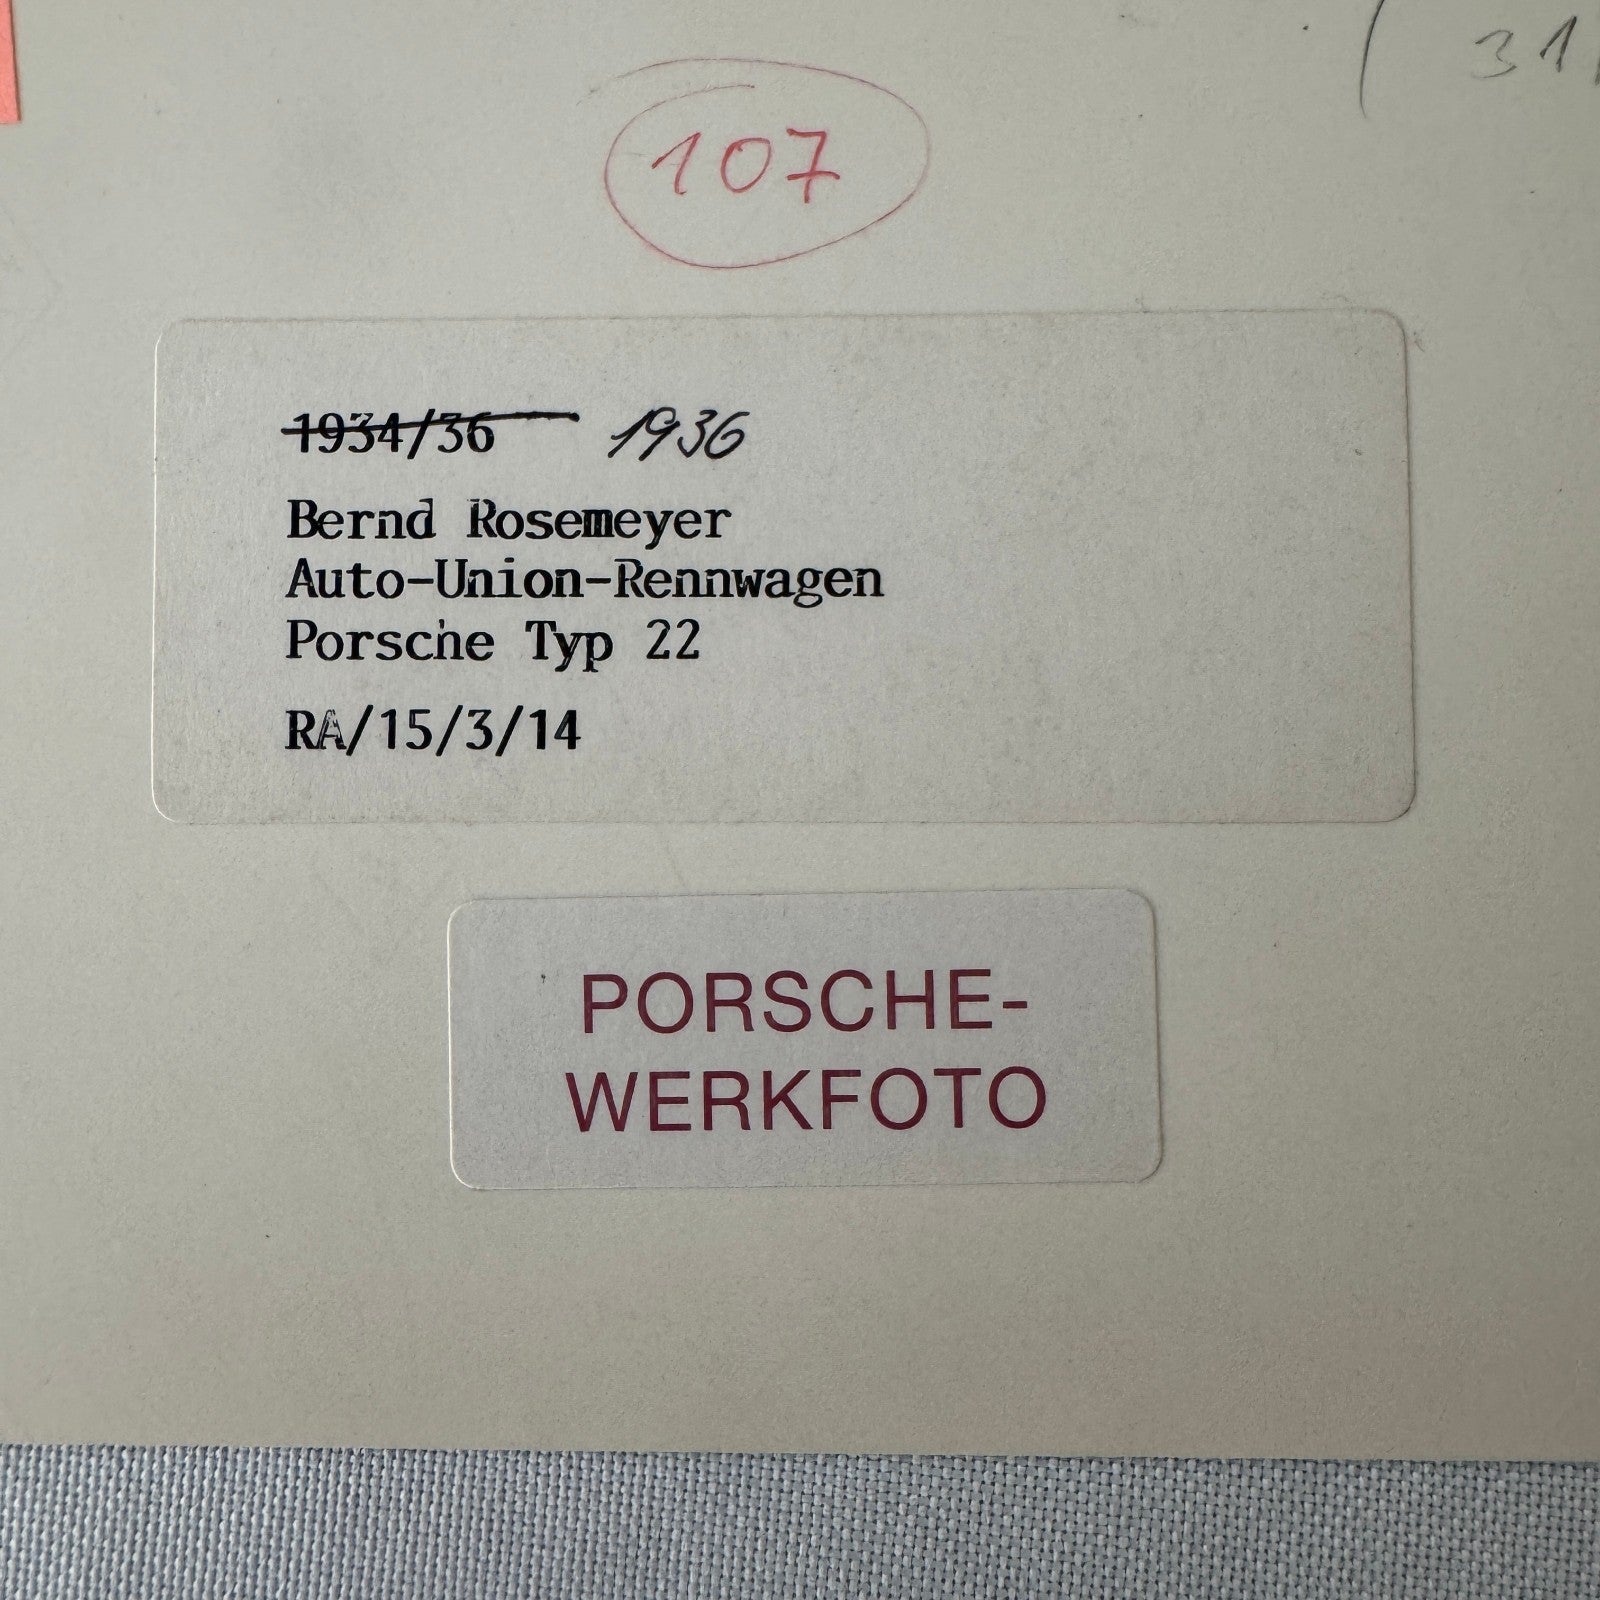 107
1934/36 1936
Bernd Rosemeyer
Auto-Union-Rennwagen
Porsche Typ 22
RA/15/3/14
PORSCHE-
WERKFOTO